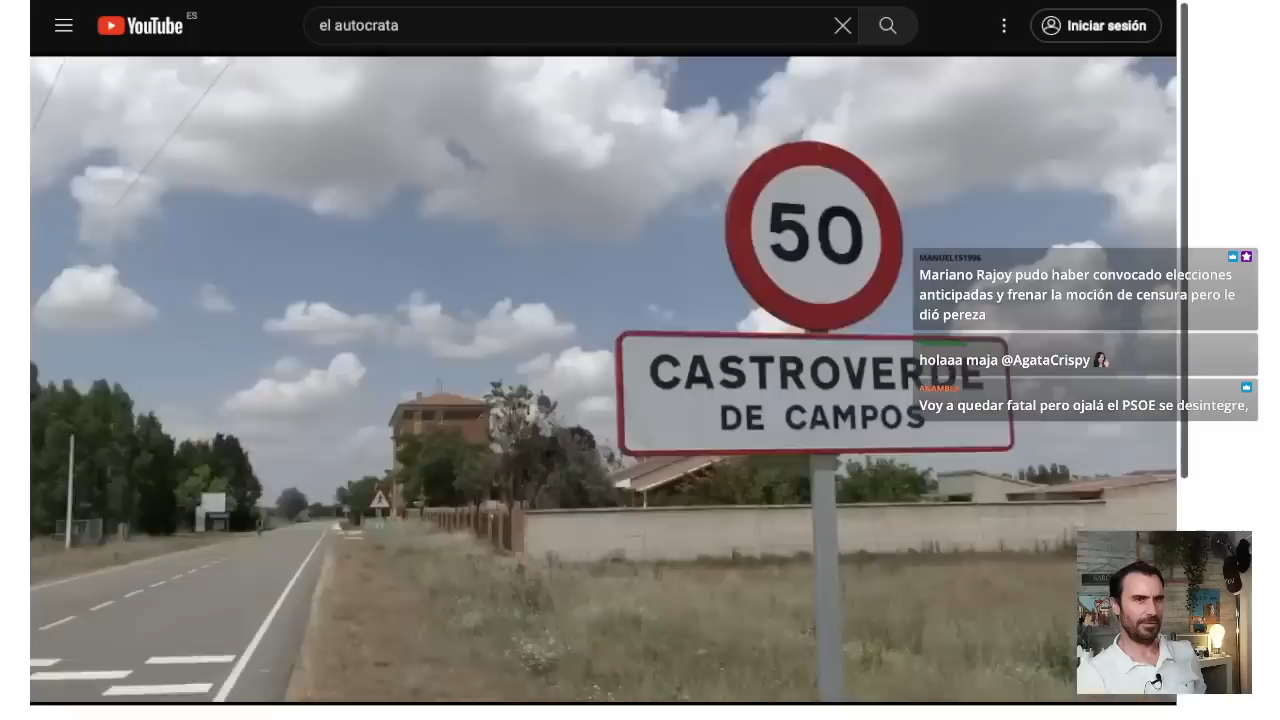 YouTube
ES
el autocrata
Iniciar sesión
50
CASTROVERDE
DE CAMPOS
MANUEL151996
Mariano Rajoy pudo haber convocado elecciones
anticipadas y frenar la moción de censura pero le
dió pereza
holaaa maja @AgataCrispy
ANAMBLA
Voy a quedar fatal pero ojalá el PSOE se desintegre,